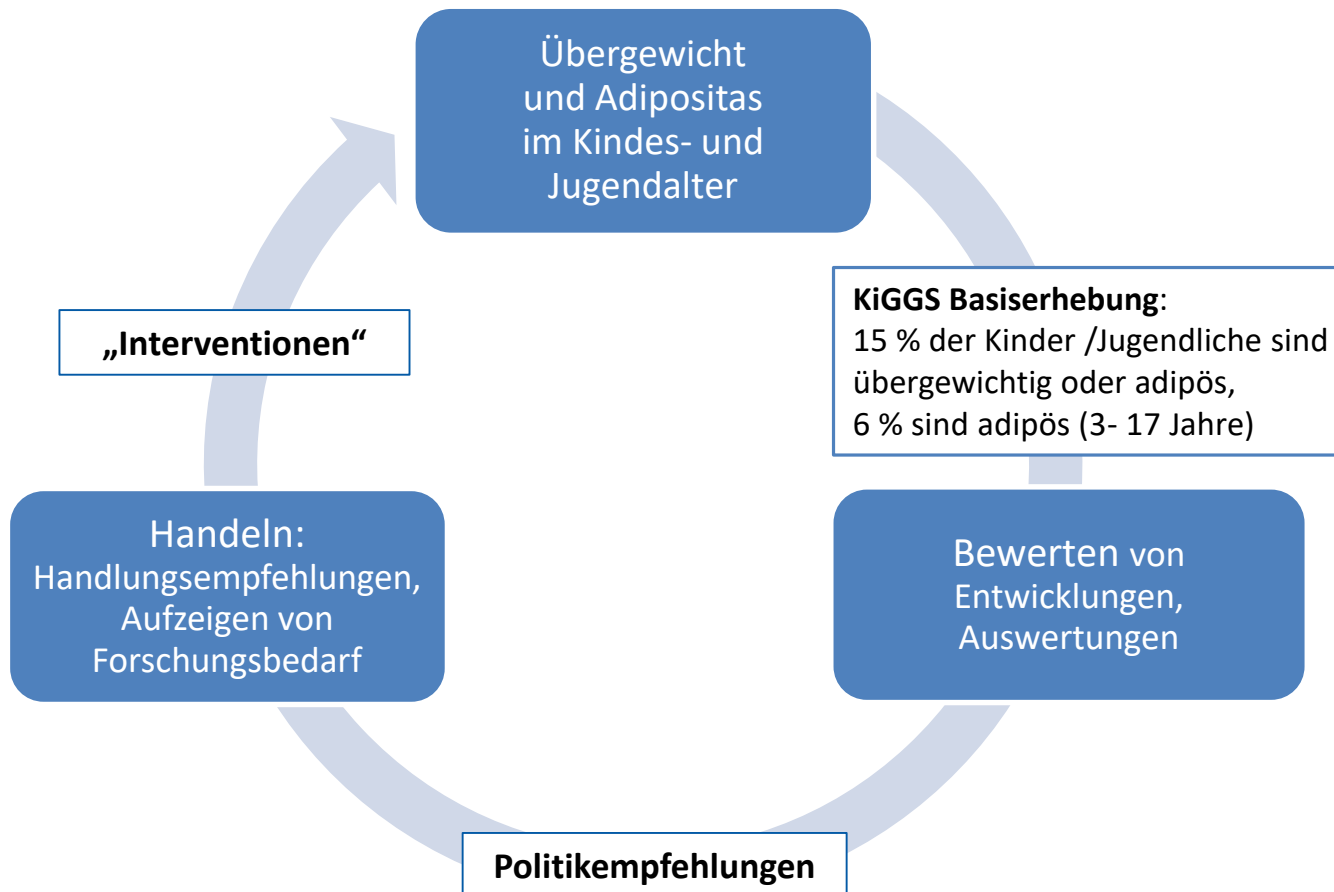 Übergewicht
und Adipositas
im Kindes- und
Jugendalter
KiGGS Basiserhebung:
15 % der Kinder /Jugendliche sind
übergewichtig oder adipös,
6 % sind adipös (3- 17 Jahre)
Bewerten von
Entwicklungen,
Auswertungen
Politikempfehlungen
Handeln:
Handlungsempfehlungen,
Aufzeigen von
Forschungsbedarf
„Interventionen“